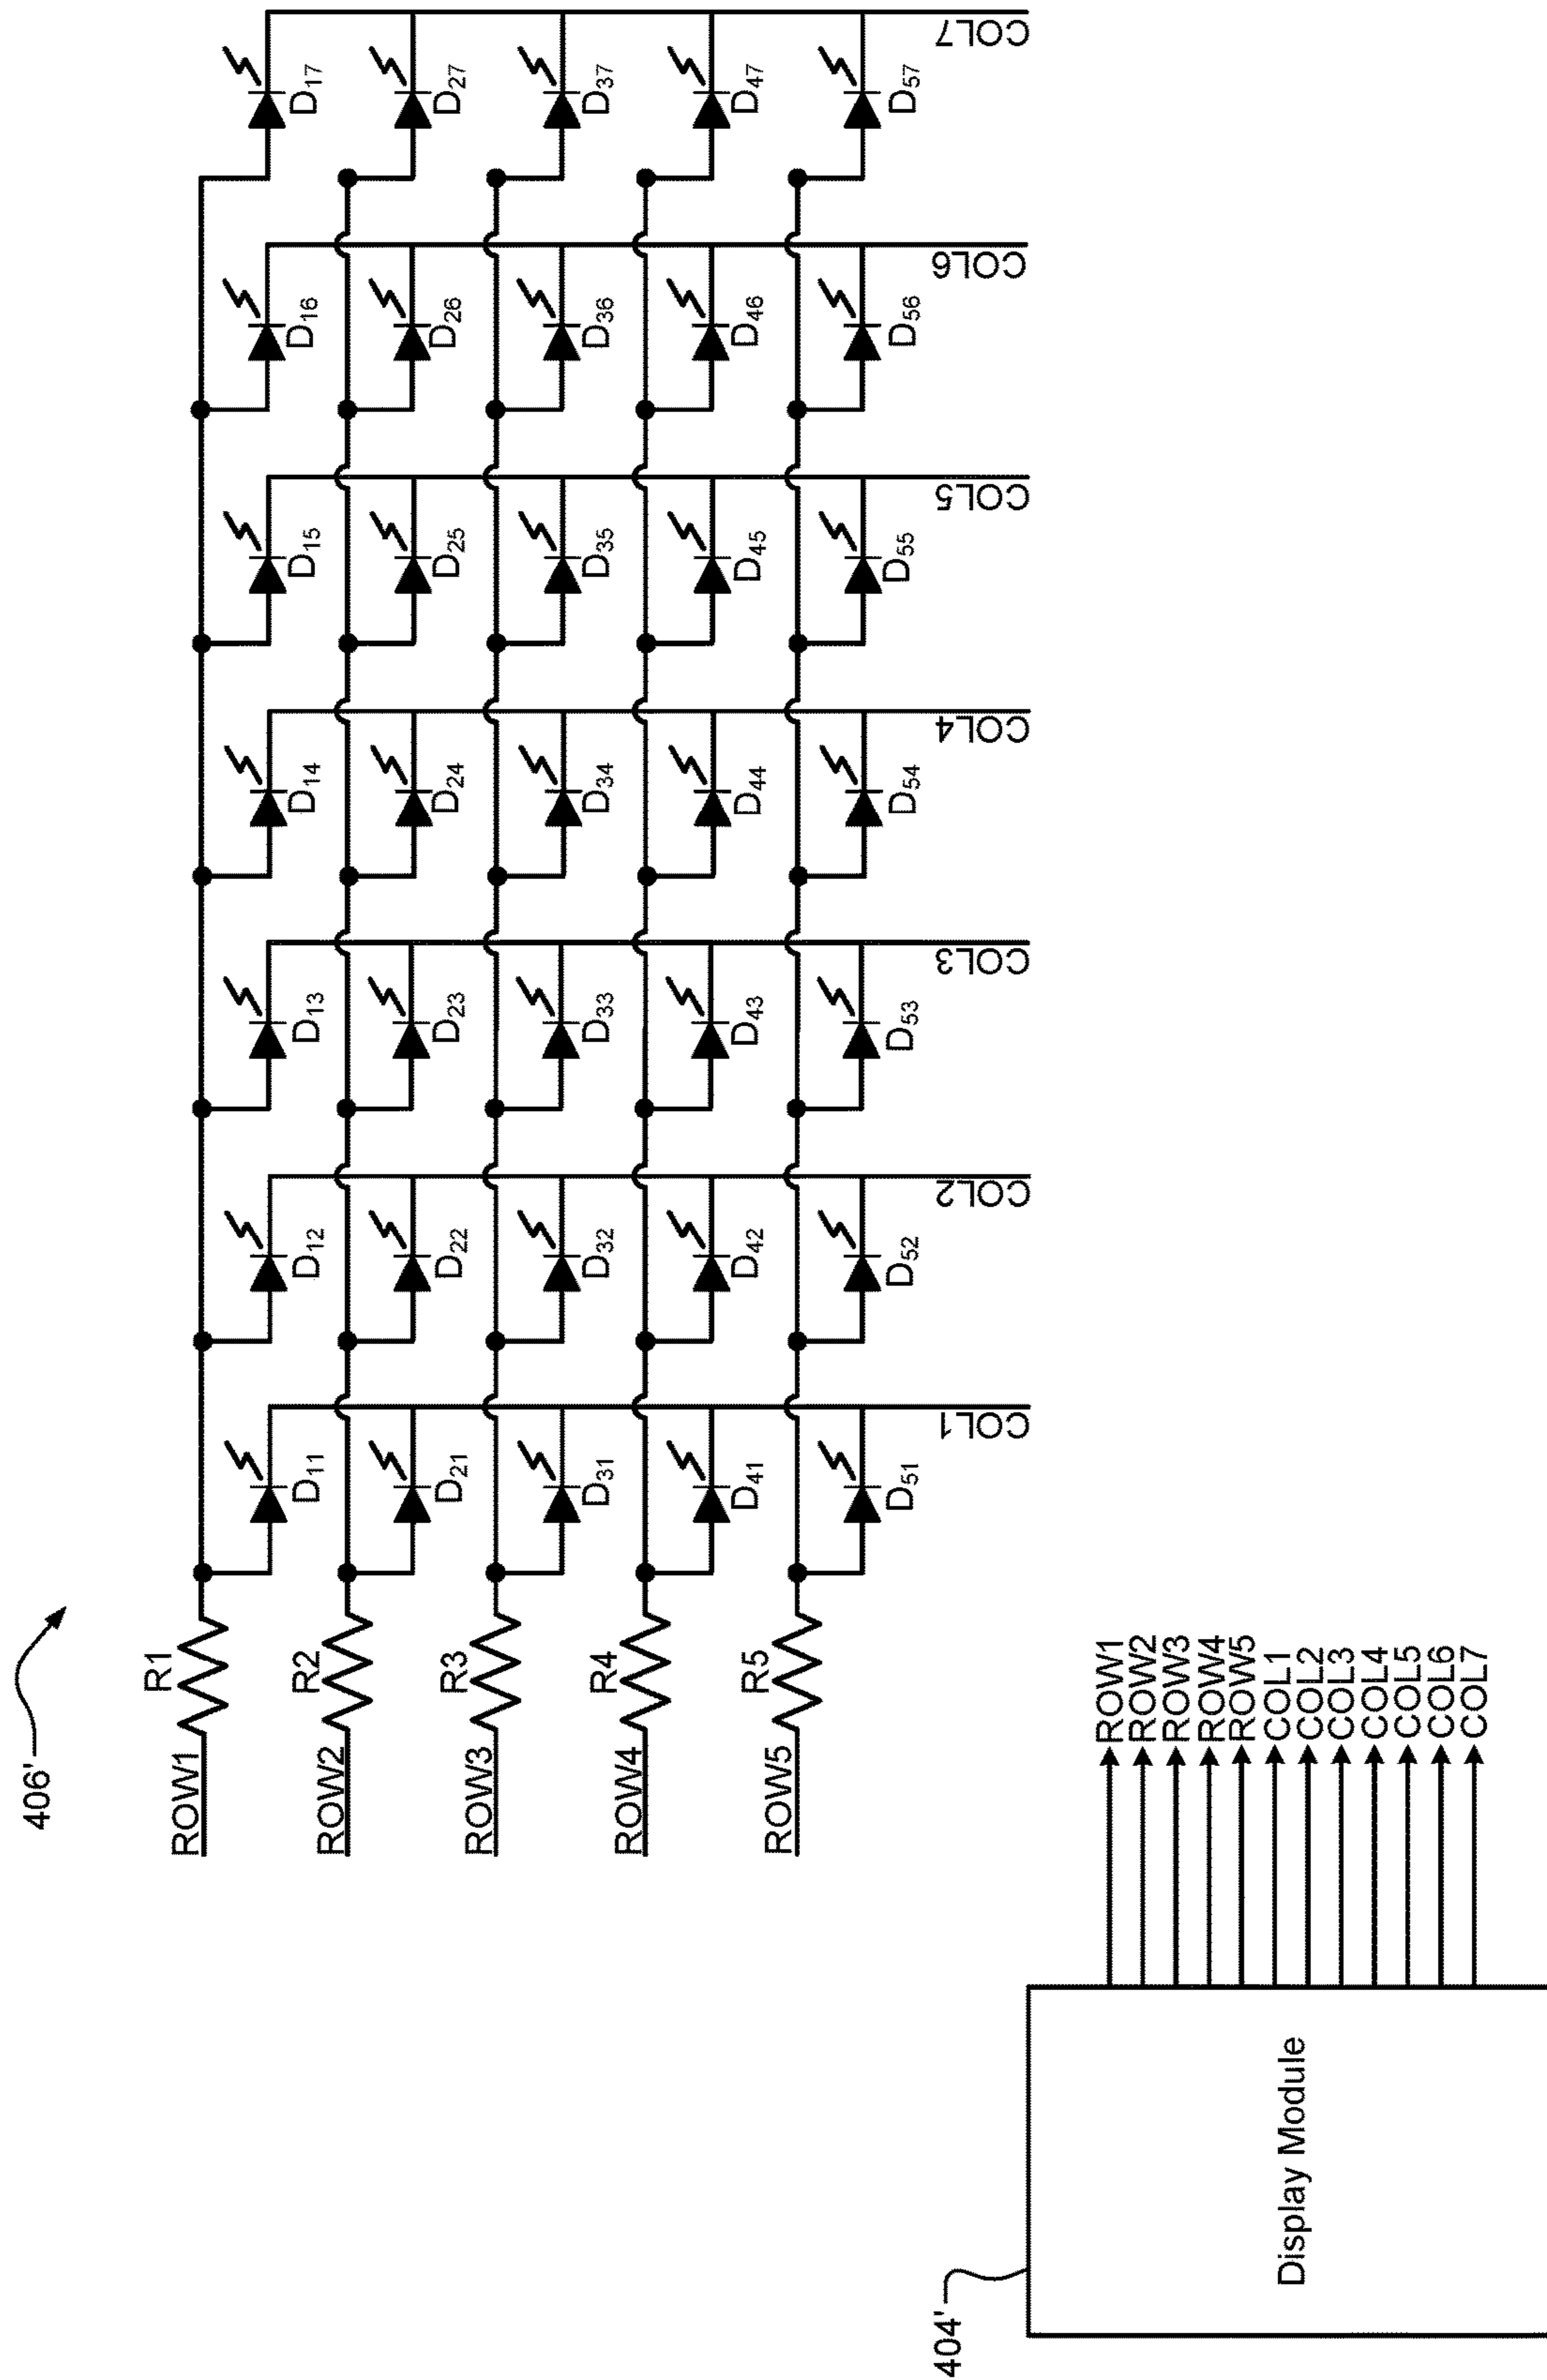 406'
ROW1 R1
D₁₁ D₁₂ D₁₃ D₁₄ D₁₅ D₁₆ D₁₇
ROW2 R2
D₂₁ D₂₂ D₂₃ D₂₄ D₂₅ D₂₆ D₂₇
ROW3 R3
D₃₁ D₃₂ D₃₃ D₃₄ D₃₅ D₃₆ D₃₇
ROW4 R4
D₄₁ D₄₂ D₄₃ D₄₄ D₄₅ D₄₆ D₄₇
ROW5 R5
D₅₁ D₅₂ D₅₃ D₅₄ D₅₅ D₅₆ D₅₇
COL1 COL2 COL3 COL4 COL5 COL6 COL7
404'
Display Module
ROW1
ROW2
ROW3
ROW4
ROW5
COL1
COL2
COL3
COL4
COL5
COL6
COL7